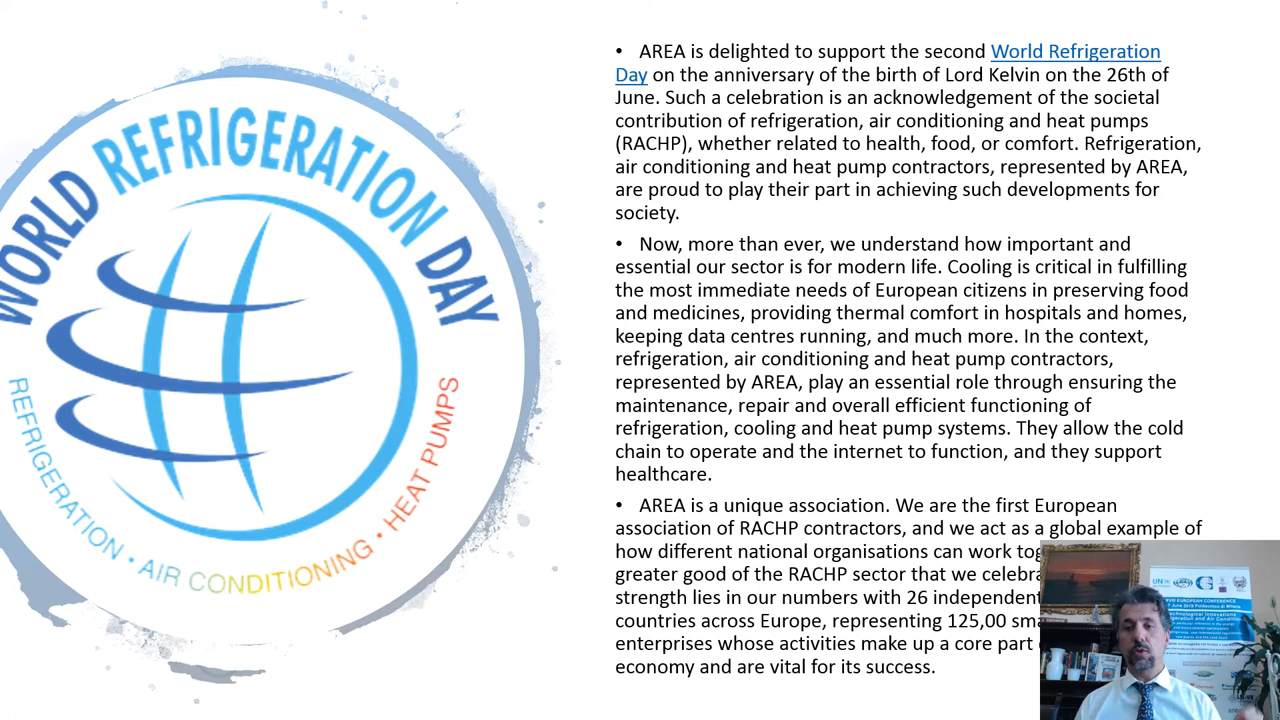 WORLD REFRIGERATION DAY
REFRIGERATION • AIR CONDITIONING • HEAT PUMPS
• AREA is delighted to support the second World Refrigeration
Day on the anniversary of the birth of Lord Kelvin on the 26th of
June. Such a celebration is an acknowledgement of the societal
contribution of refrigeration, air conditioning and heat pumps
(RACHP), whether related to health, food, or comfort. Refrigeration,
air conditioning and heat pump contractors, represented by AREA,
are proud to play their part in achieving such developments for
society.
• Now, more than ever, we understand how important and
essential our sector is for modern life. Cooling is critical in fulfilling
the most immediate needs of European citizens in preserving food
and medicines, providing thermal comfort in hospitals and homes,
keeping data centres running, and much more. In the context,
refrigeration, air conditioning and heat pump contractors,
represented by AREA, play an essential role through ensuring the
maintenance, repair and overall efficient functioning of
refrigeration, cooling and heat pump systems. They allow the cold
chain to operate and the internet to function, and they support
healthcare.
• AREA is a unique association. We are the first European
association of RACHP contractors, and we act as a global example of
how different national organisations can work
greater good of the RACHP sector that we
strength lies in our numbers with 26 independent
countries across Europe, representing 125,00
enterprises whose activities make up a core part
economy and are vital for its success.
UN
EUROPEAN CONFERENCE
7 June 2019 Politecnico di Milano
Technological Innovations